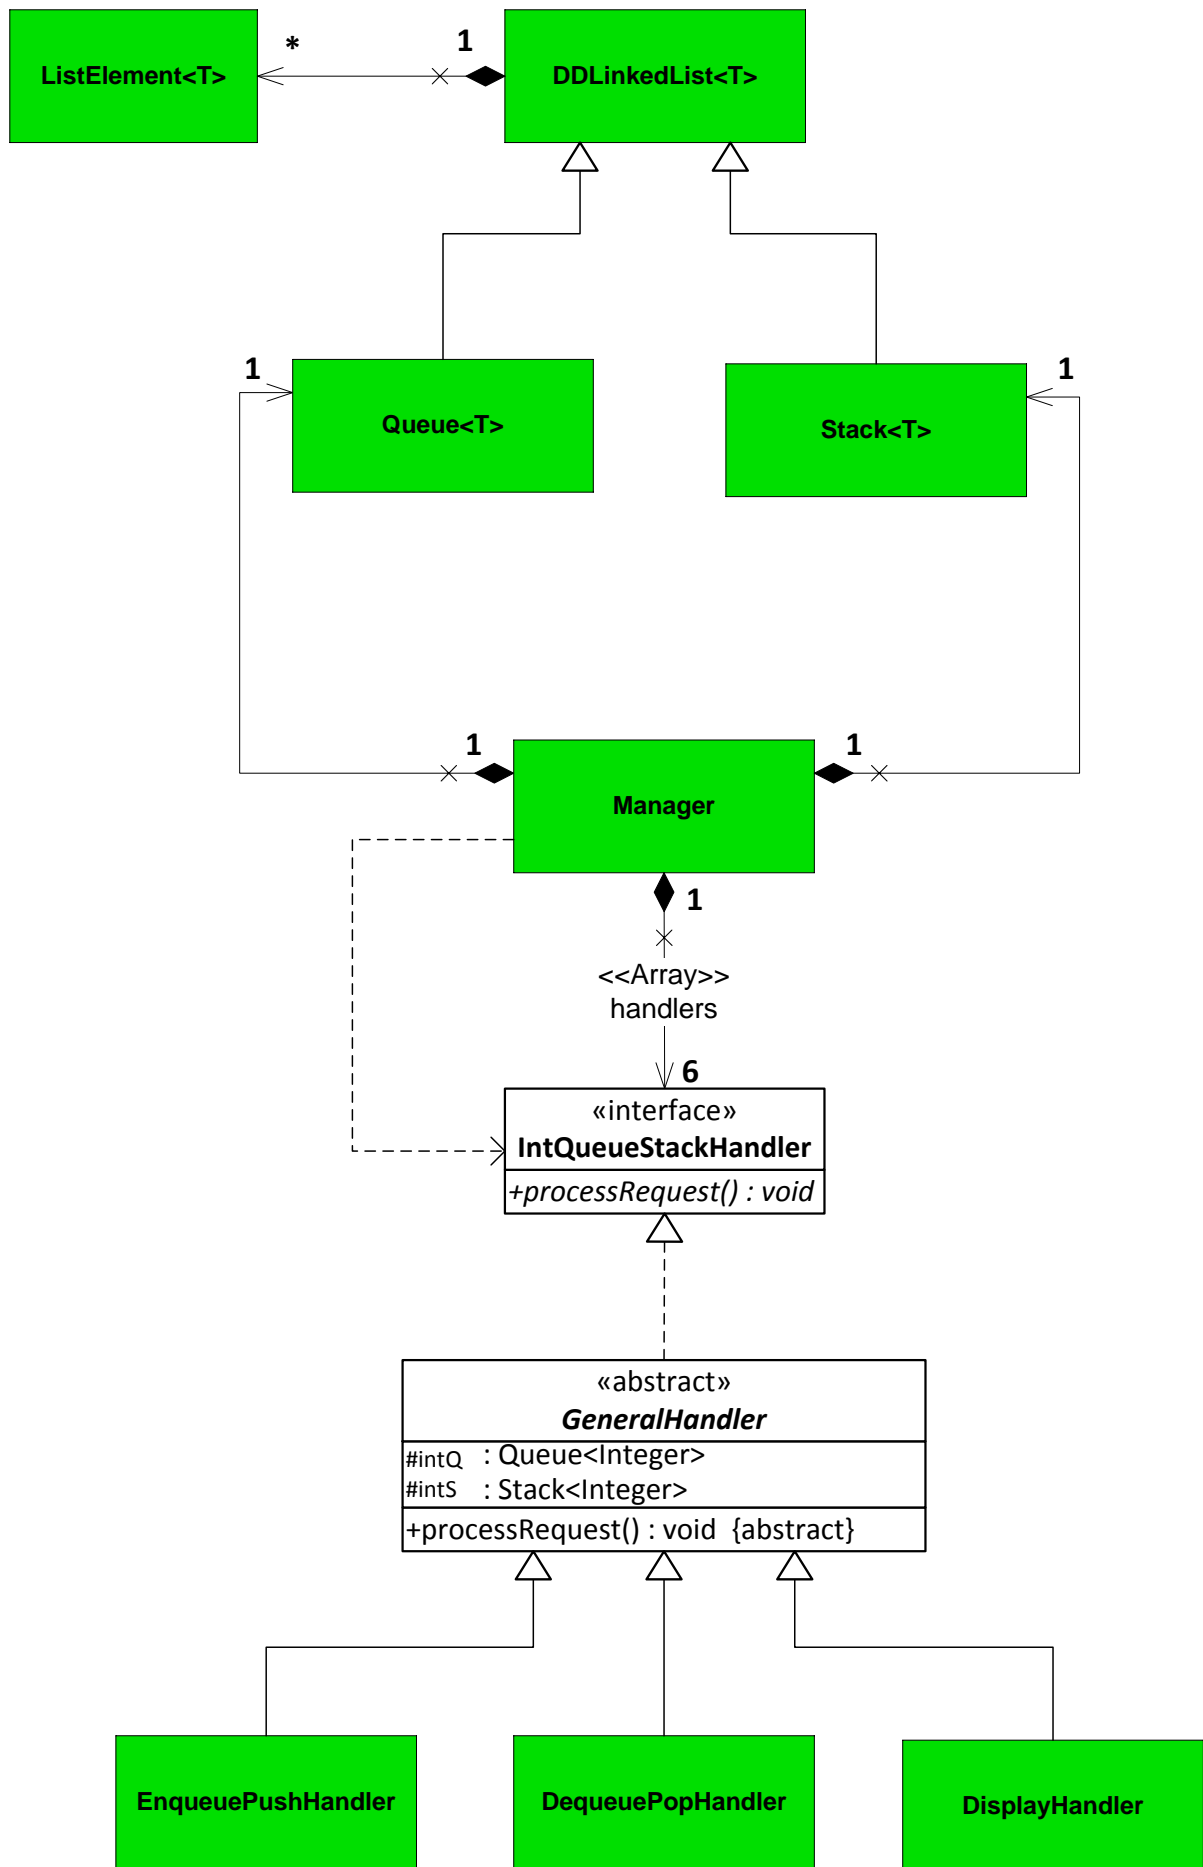 * 1
ListElement<T> DDLinkedList<T>
1 1
Queue<T> Stack<T>
1 1
Manager
1
<<Array>>
handlers
6
«interface»
IntQueueStackHandler
+processRequest() : void
«abstract»
GeneralHandler
#intQ : Queue<Integer>
#intS : Stack<Integer>
+processRequest() : void {abstract}
EnqueuePushHandler DequeuePopHandler DisplayHandler